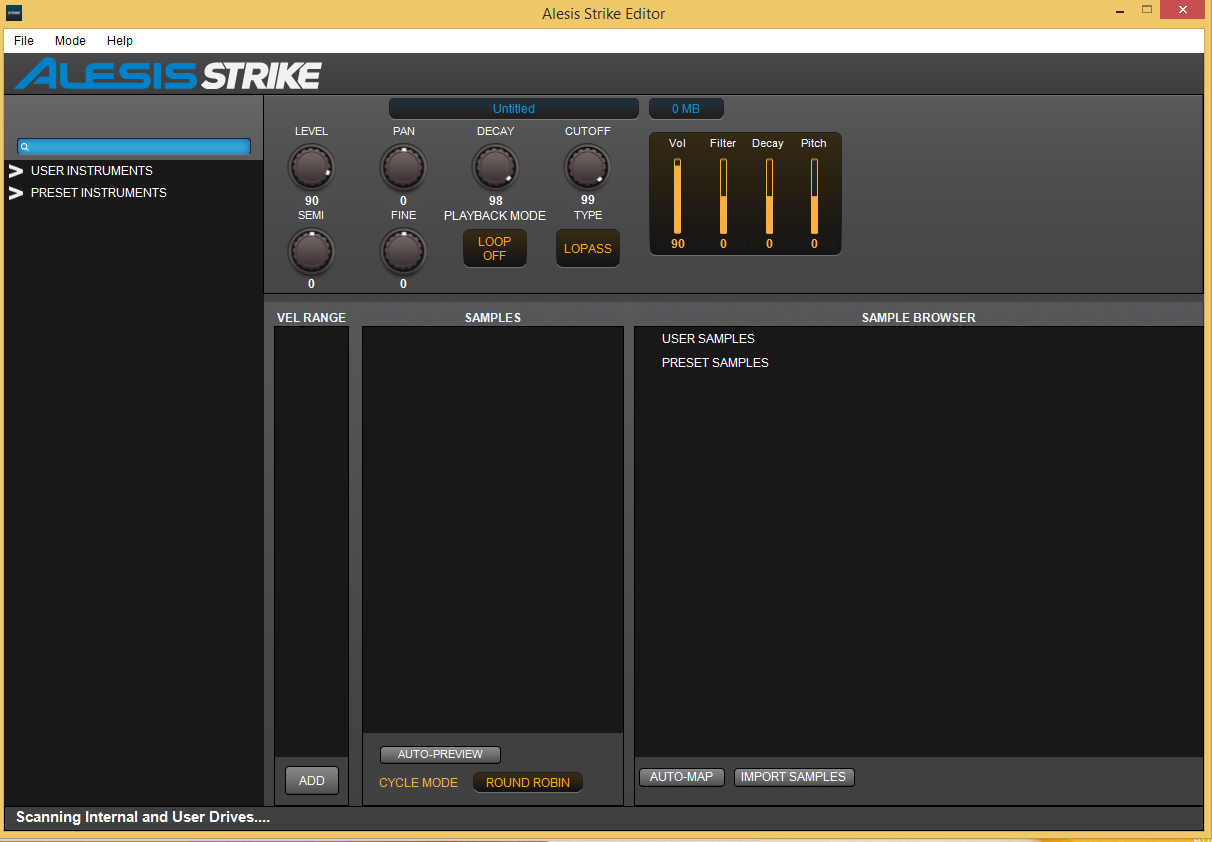 Alesis Strike Editor
File Mode Help
ALESIS STRIKE
Untitled 0 MB
LEVEL PAN DECAY CUTOFF
Vol Filter Decay Pitch
90 0 98 99
SEMI FINE PLAYBACK MODE TYPE
LOOP
OFF
LOPASS
90 0 0 0
0 0
USER INSTRUMENTS
PRESET INSTRUMENTS
VEL RANGE SAMPLES SAMPLE BROWSER
USER SAMPLES
PRESET SAMPLES
AUTO-PREVIEW
ADD CYCLE MODE ROUND ROBIN
AUTO-MAP IMPORT SAMPLES
Scanning Internal and User Drives....